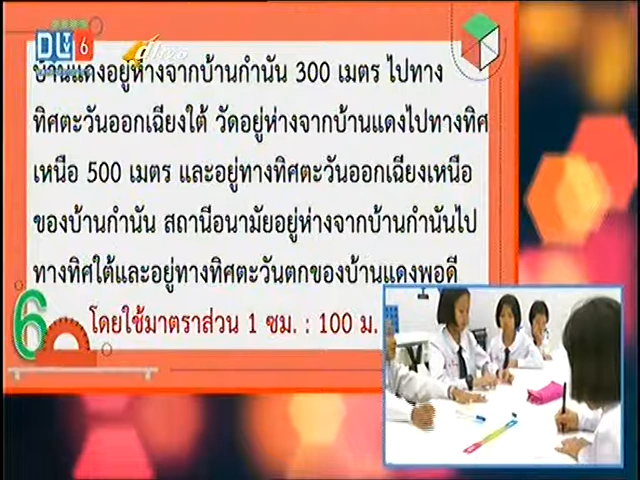 DLTV 6
dltv6
บ้านแดงอยู่ห่างจากบ้านกำนัน 300 เมตร ไปทาง
ทิศตะวันออกเฉียงใต้ วัดอยู่ห่างจากบ้านแดงไปทางทิศ
เหนือ 500 เมตร และอยู่ทางทิศตะวันออกเฉียงเหนือ
ของบ้านกำนัน สถานีอนามัยอยู่ห่างจากบ้านกำนันไป
ทางทิศใต้และอยู่ทางทิศตะวันตกของบ้านแดงพอดี
6
โดยใช้มาตราส่วน 1 ซม. : 100 ม.